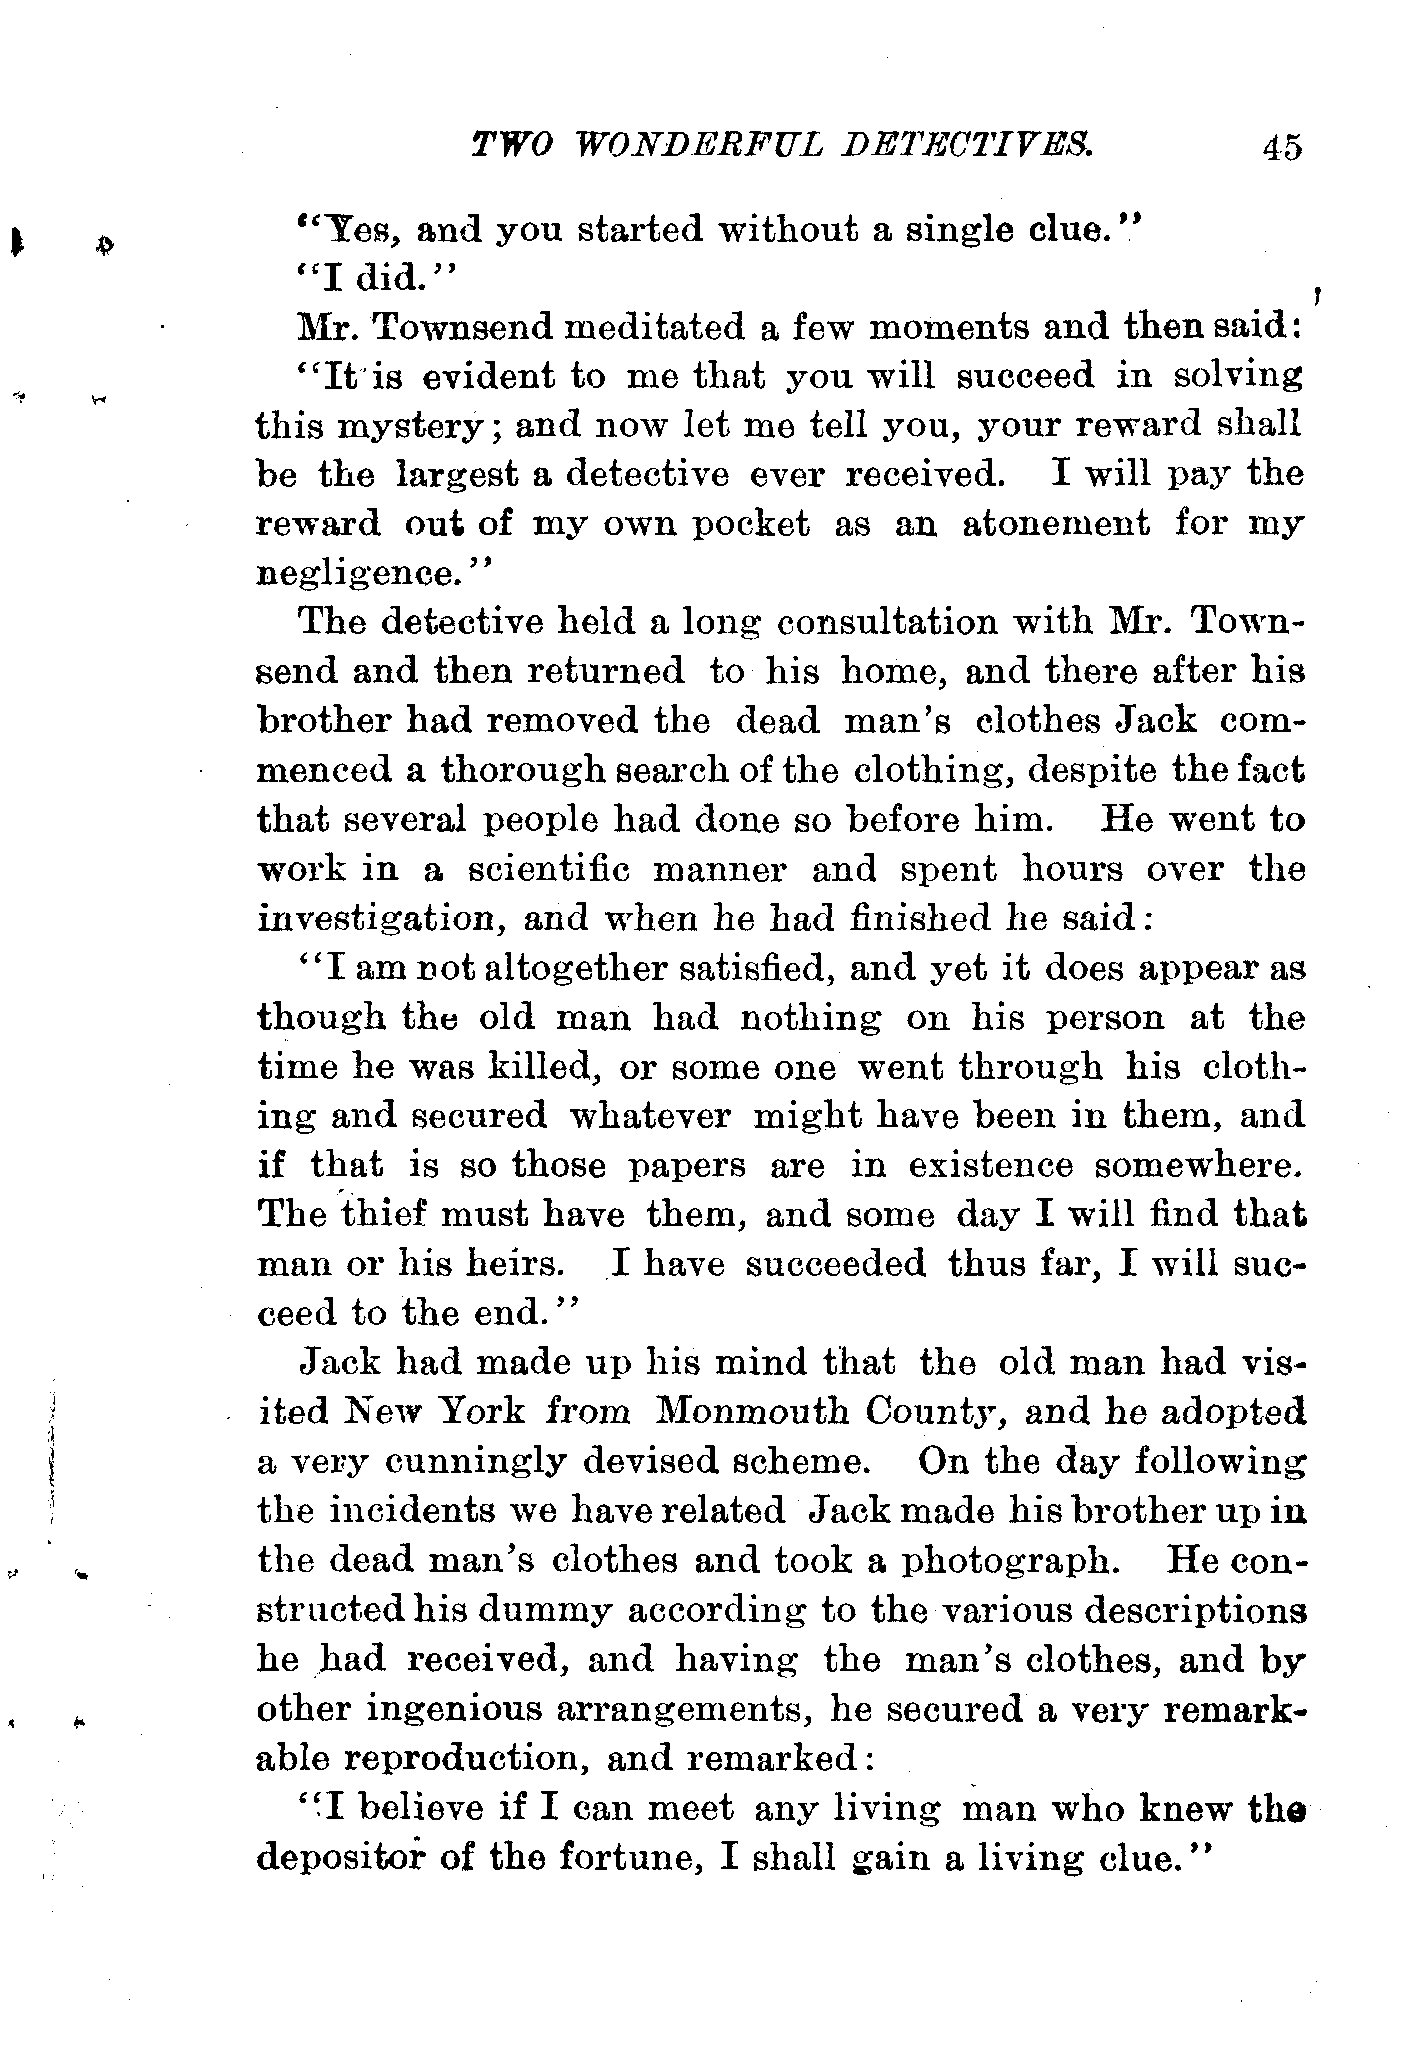 TWO WONDERFUL DETECTIVES. 45
"Yes, and you started without a single clue."
"I did."
Mr. Townsend meditated a few moments and then said:
"It is evident to me that you will succeed in solving
this mystery; and now let me tell you, your reward shall
be the largest a detective ever received. I will pay the
reward out of my own pocket as an atonement for my
negligence."
The detective held a long consultation with Mr. Town-
send and then returned to his home, and there after his
brother had removed the dead man's clothes Jack com-
menced a thorough search of the clothing, despite the fact
that several people had done so before him. He went to
work in a scientific manner and spent hours over the
investigation, and when he had finished he said:
"I am not altogether satisfied, and yet it does appear as
though the old man had nothing on his person at the
time he was killed, or some one went through his cloth-
ing and secured whatever might have been in them, and
if that is so those papers are in existence somewhere.
The thief must have them, and some day I will find that
man or his heirs. I have succeeded thus far, I will suc-
ceed to the end."
Jack had made up his mind that the old man had vis-
ited New York from Monmouth County, and he adopted
a very cunningly devised scheme. On the day following
the incidents we have related Jack made his brother up in
the dead man's clothes and took a photograph. He con-
structed his dummy according to the various descriptions
he had received, and having the man's clothes, and by
other ingenious arrangements, he secured a very remark-
able reproduction, and remarked:
"I believe if I can meet any living man who knew the
depositor of the fortune, I shall gain a living clue."